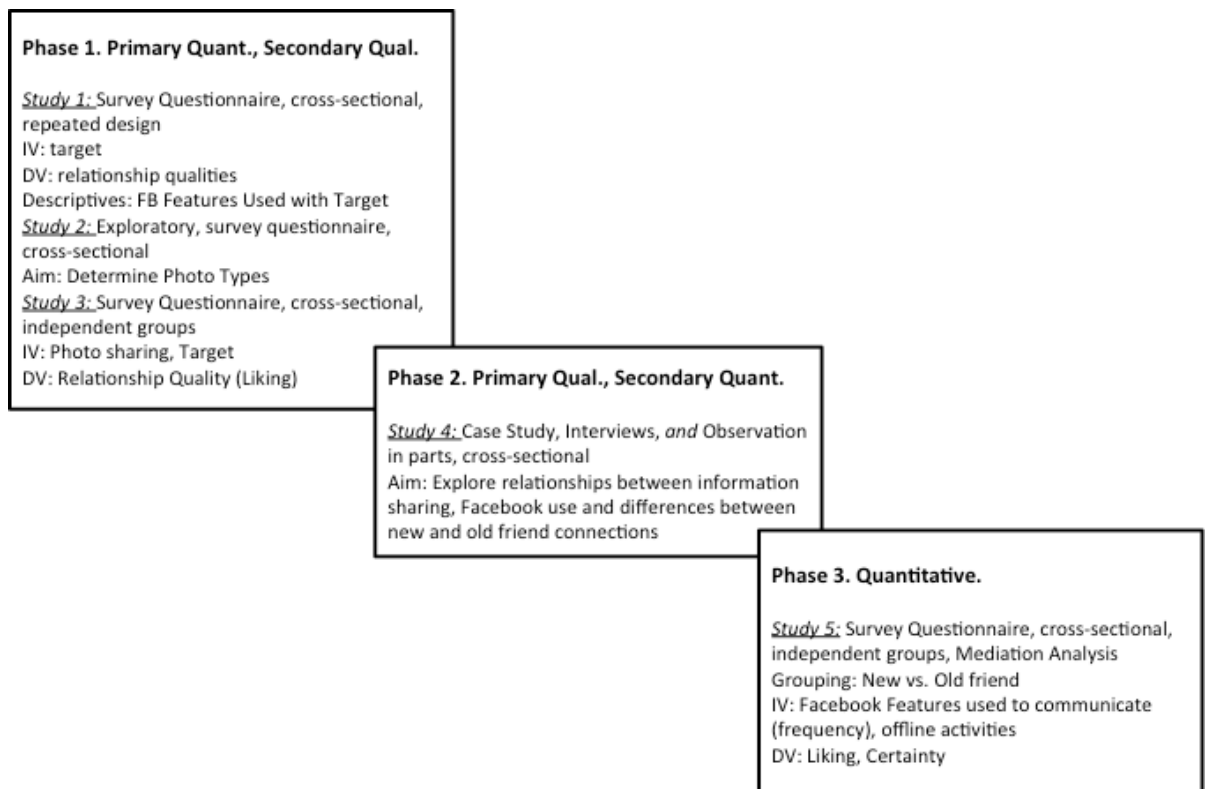 Phase 1. Primary Quant., Secondary Qual.
Study 1: Survey Questionnaire, cross-sectional,
repeated design
IV: target
DV: relationship qualities
Descriptives: FB Features Used with Target
Study 2: Exploratory, survey questionnaire,
cross-sectional
Aim: Determine Photo Types
Study 3: Survey Questionnaire, cross-sectional,
independent groups
IV: Photo sharing, Target
DV: Relationship Quality (Liking)
Phase 2. Primary Qual., Secondary Quant.
Study 4: Case Study, Interviews, and Observation
in parts, cross-sectional
Aim: Explore relationships between information
sharing, Facebook use and differences between
new and old friend connections
Phase 3. Quantitative.
Study 5: Survey Questionnaire, cross-sectional,
independent groups, Mediation Analysis
Grouping: New vs. Old friend
IV: Facebook Features used to communicate
(frequency), offline activities
DV: Liking, Certainty